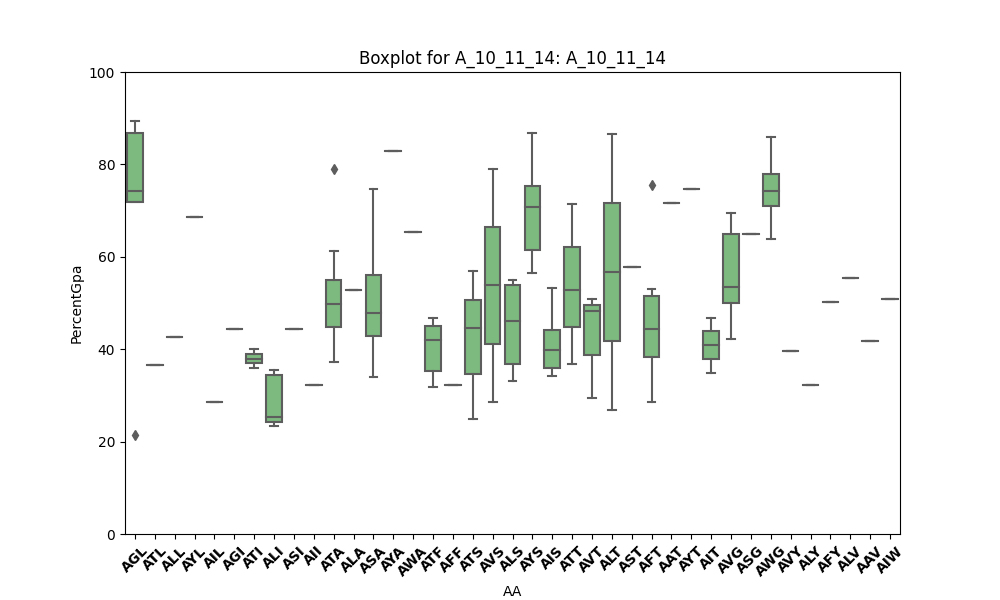 Boxplot for A_10_11_14: A_10_11_14
PercentGpa
100
80
60
40
20
0
AGL ATL ALL AYL AIL AGI ATI ALI ASI AII ATA ALA ASA AYA AWA ATF AFF ATS AVS ALS AYS AIS ATT AVT ALT AST AFT AAT AYT AIT AVG ASG AWG AVY ALY AFY ALV AAV AIW
AA